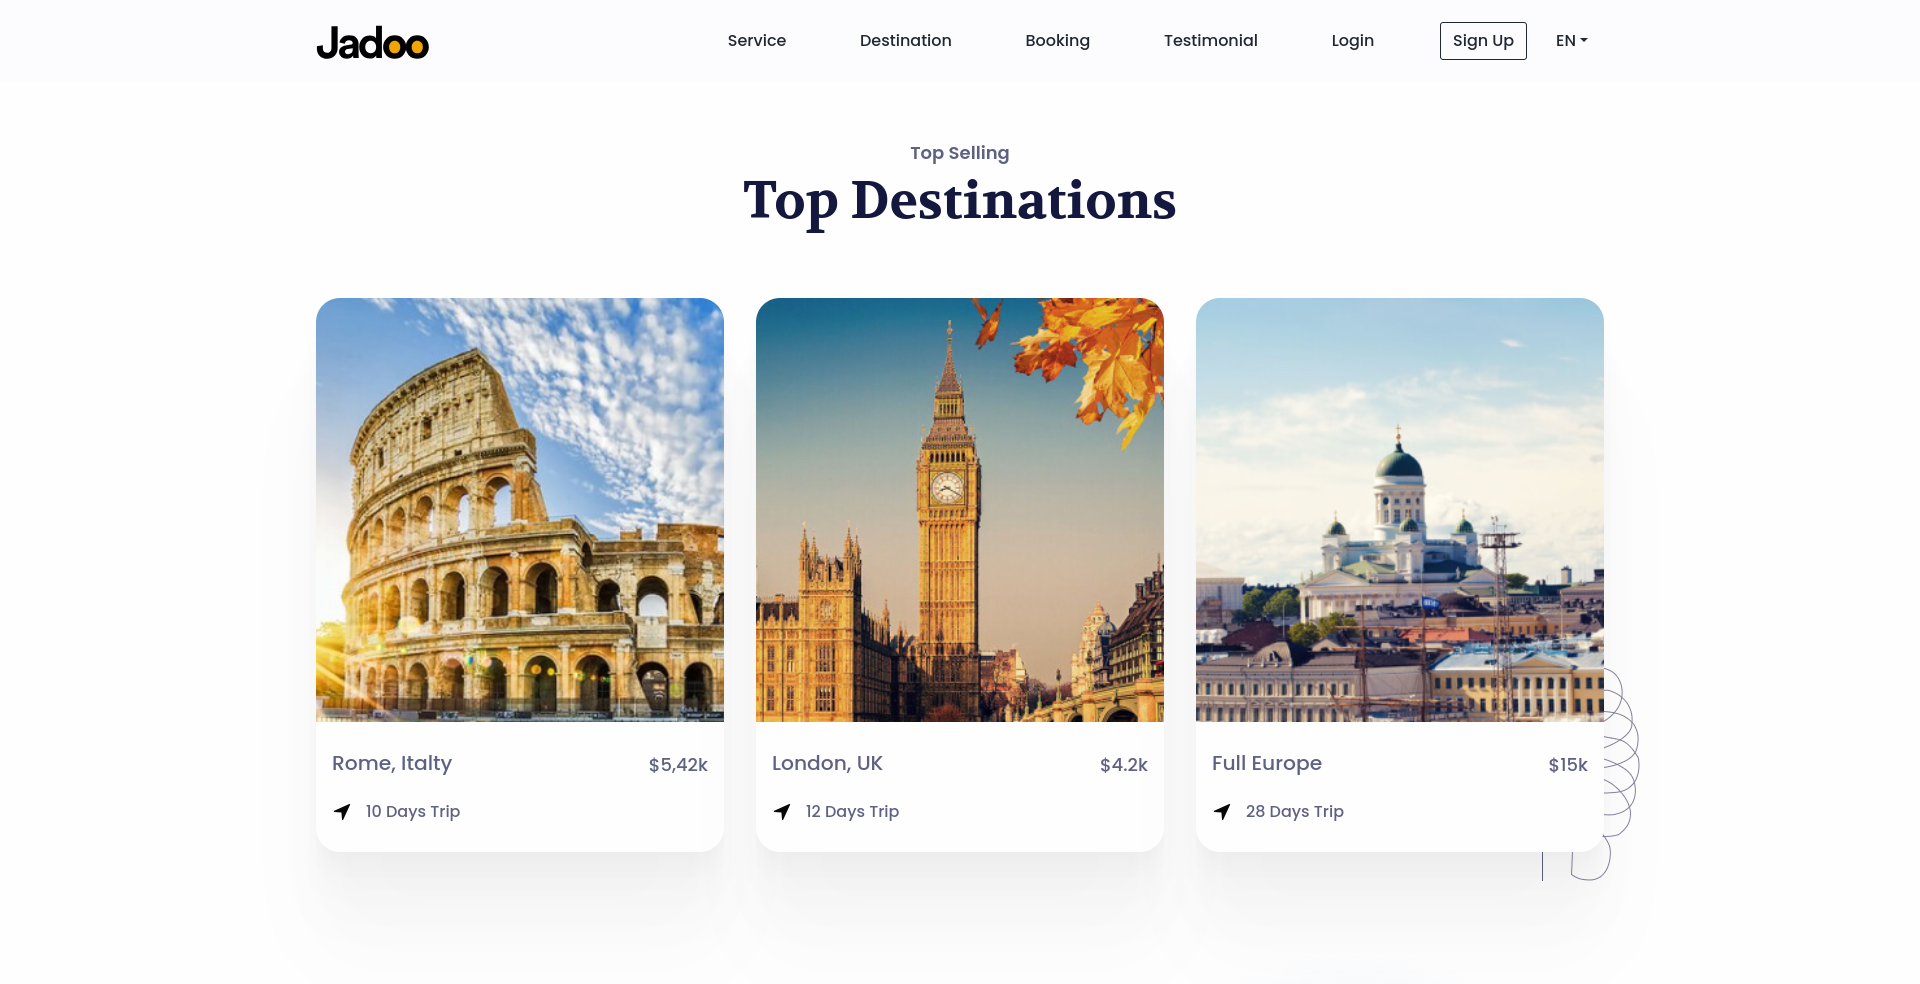 Jadoo
Service
Destination
Booking
Testimonial
Login
Sign Up
EN
Top Selling
Top Destinations
Rome, Italty
$5,42k
10 Days Trip
London, UK
$4.2k
12 Days Trip
Full Europe
$15k
28 Days Trip